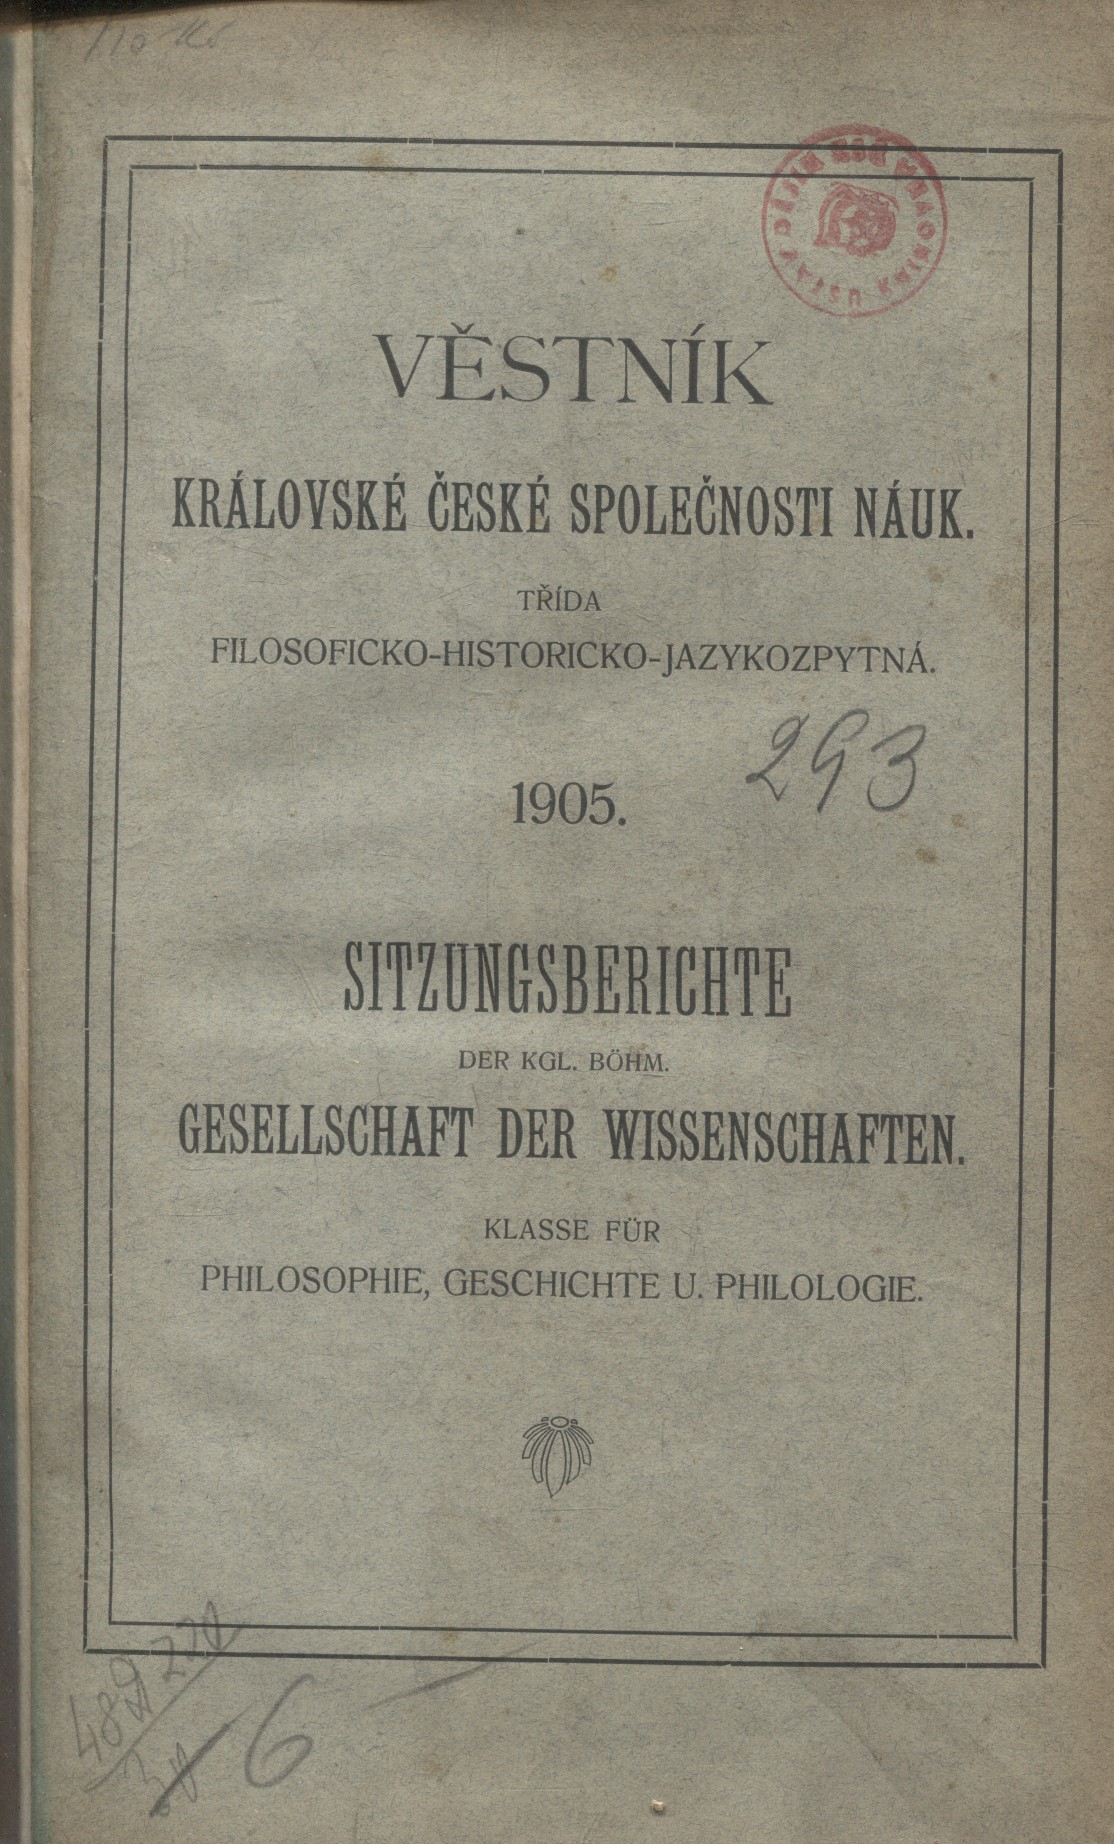 VĚSTNÍK
KRÁLOVSKÉ ČESKÉ SPOLEČNOSTI NÁUK.
TŘÍDA
FILOSOFICKO-HISTORICKO-JAZYKOZPYTNÁ.
293
1905.
SITZUNGSBERICHTE
DER KGL. BÖHM.
GESELLSCHAFT DER WISSENSCHAFTEN.
KLASSE FÜR
PHILOSOPHIE, GESCHICHTE U. PHILOLOGIE.
6